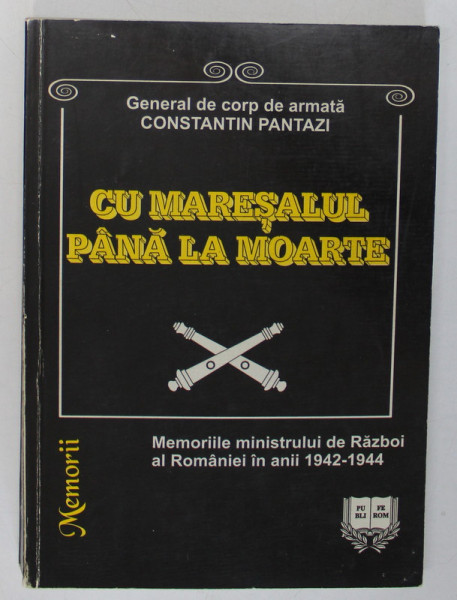 General de corp de armată
CONSTANTIN PANTAZI
CU MAREȘALUL
PÂNĂ LA MOARTE
Memorii
Memoriile ministrului de Război
al României în anii 1942-1944
PU FE
BLI ROM